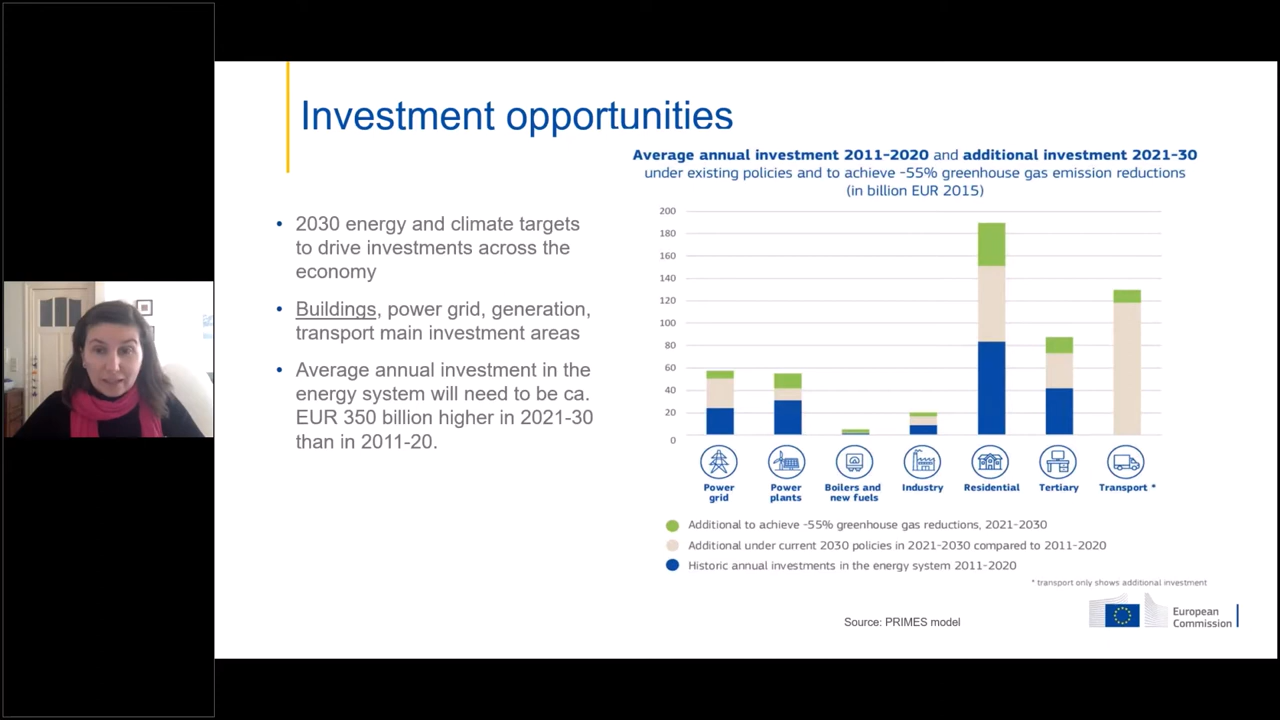 Investment opportunities
• 2030 energy and climate targets
to drive investments across the
economy
• Buildings, power grid, generation,
transport main investment areas
• Average annual investment in the
energy system will need to be ca.
EUR 350 billion higher in 2021-30
than in 2011-20.
Average annual investment 2011-2020 and additional investment 2021-30
under existing policies and to achieve -55% greenhouse gas emission reductions
(in billion EUR 2015)
200
180
160
140
120
100
80
60
40
20
0
Power
grid
Power
plants
Boilers and
new fuels
Industry
Residential
Tertiary
Transport *
Additional to achieve -55% greenhouse gas reductions, 2021-2030
Additional under current 2030 policies in 2021-2030 compared to 2011-2020
Historic annual investments in the energy system 2011-2020
* transport only shows additional investment
Source: PRIMES model
European
Commission